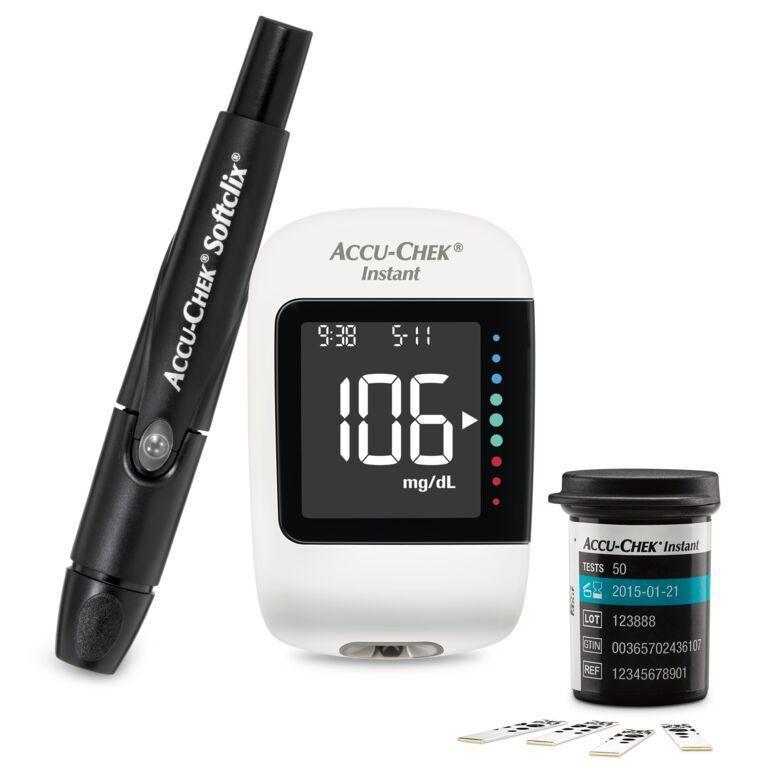 ACCU-CHEK® Softclix®
ACCU-CHEK®
Instant
9:38 5-11
106
mg/dL
ACCU-CHEK® Instant
TESTS 50
2015-01-21
LOT 123888
GTIN 00365702436107
REF 12345678901